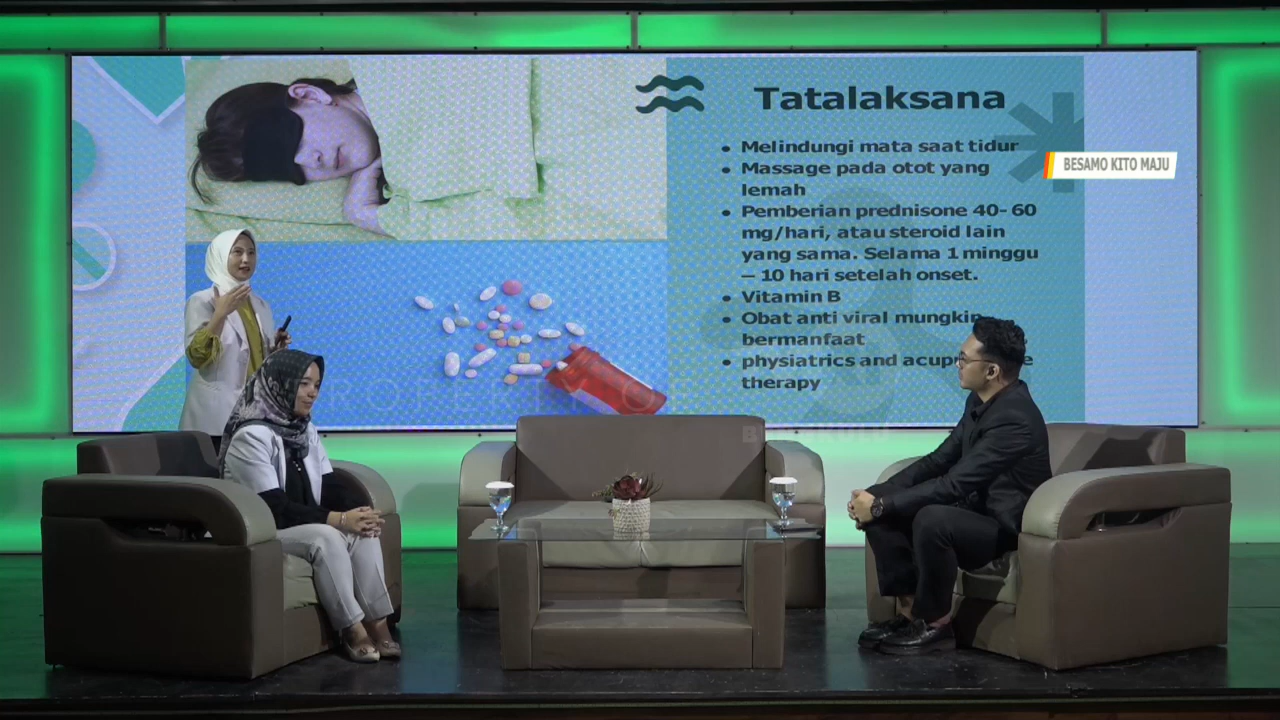 Tatalaksana
• Melindungi mata saat tidur
• Massage pada otot yang
lemah
• Pemberian prednisone 40- 60
mg/hari, atau steroid lain
yang sama. Selama 1 minggu
– 10 hari setelah onset.
• Vitamin B
• Obat anti viral mungkin
bermanfaat
• physiatrics and
therapy
BESAMO KITO MAJU
PROPERTY OF